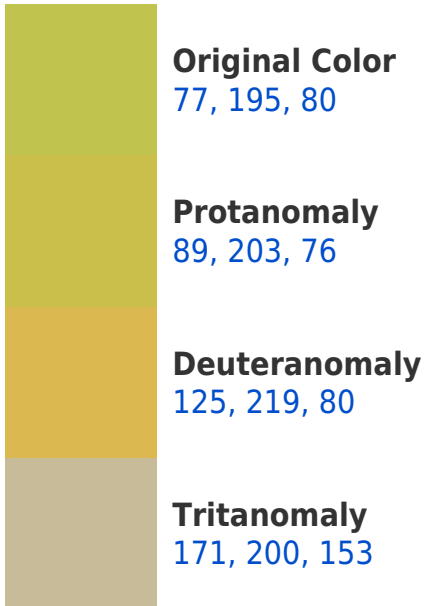 Original Color
77, 195, 80
Protanomaly
89, 203, 76
Deuteranomaly
125, 219, 80
Tritanomaly
171, 200, 153